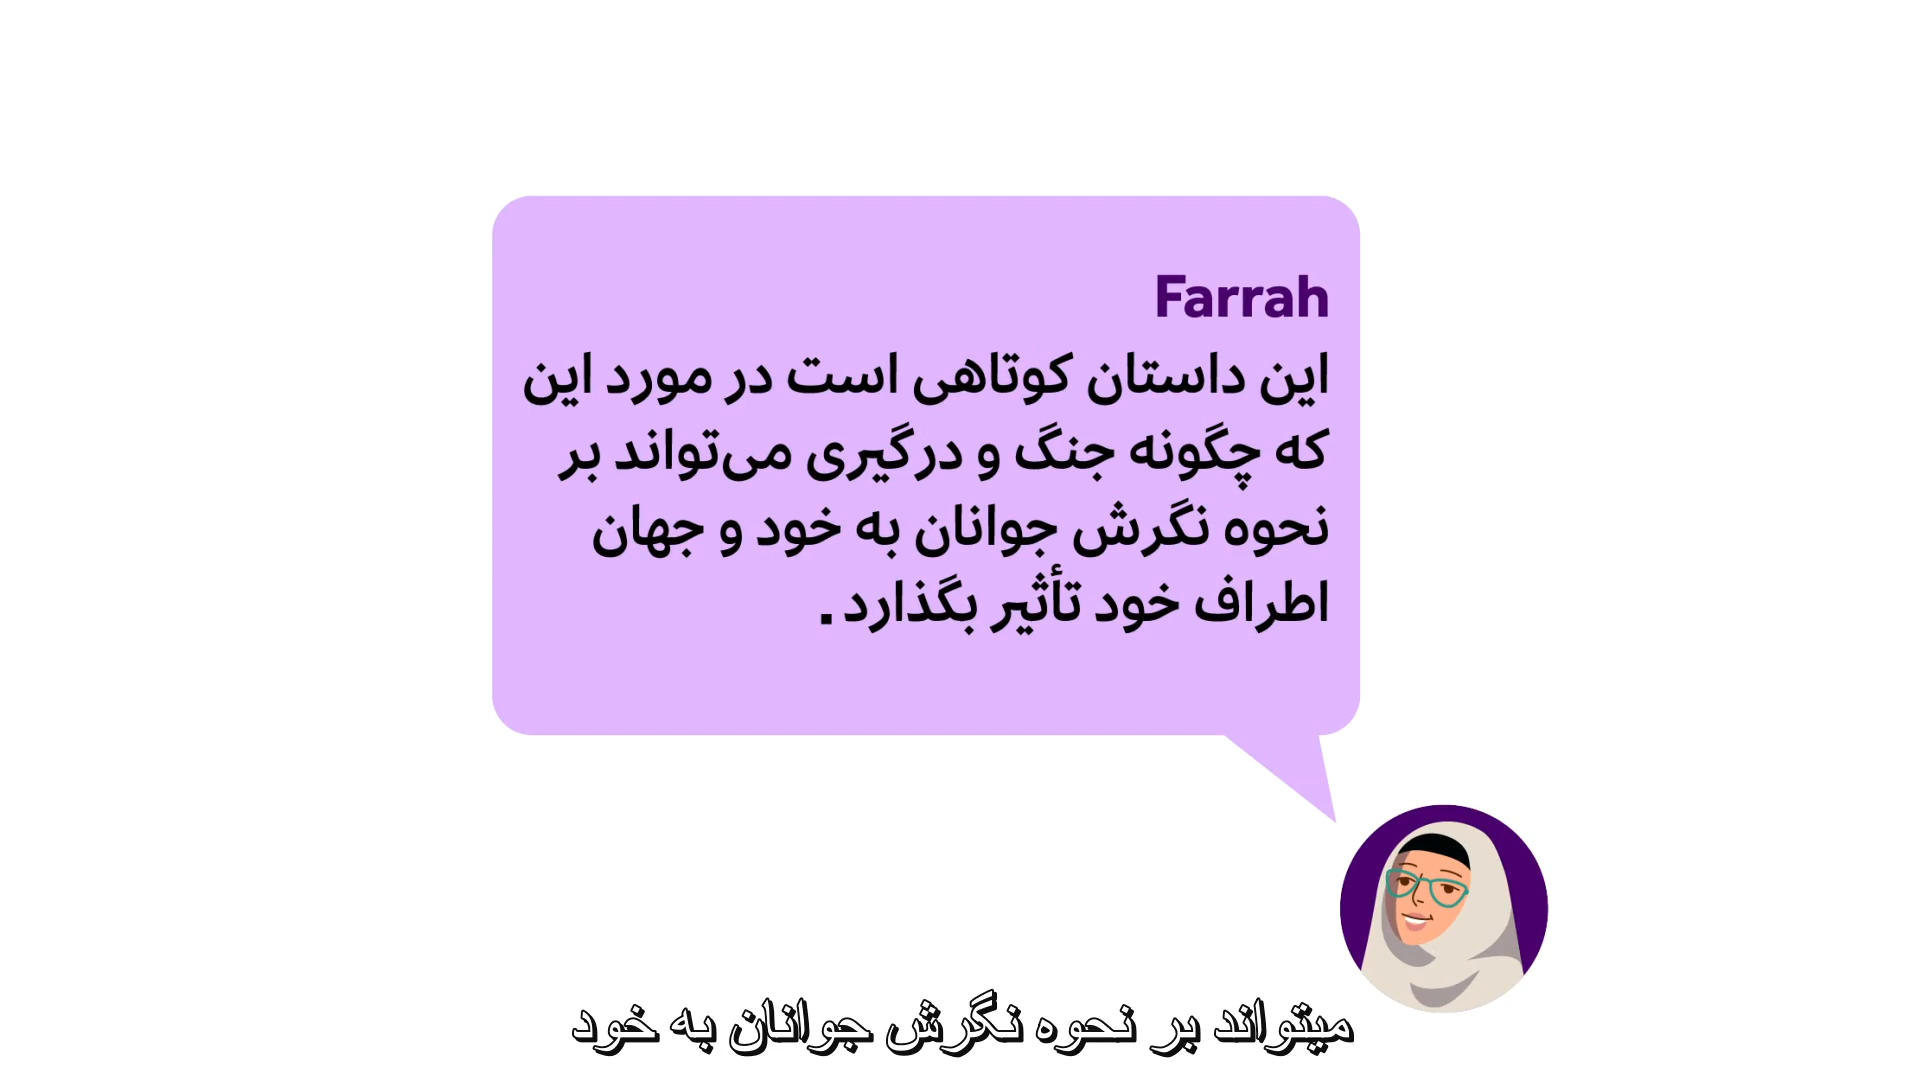 Farrah
این داستان کوتاهی است در مورد این
که چگونه جنگ و درگیری می‌تواند بر
نحوه نگرش جوانان به خود و جهان
اطراف خود تأثیر بگذارد .
میتواند بر نحوه نگرش جوانان به خود